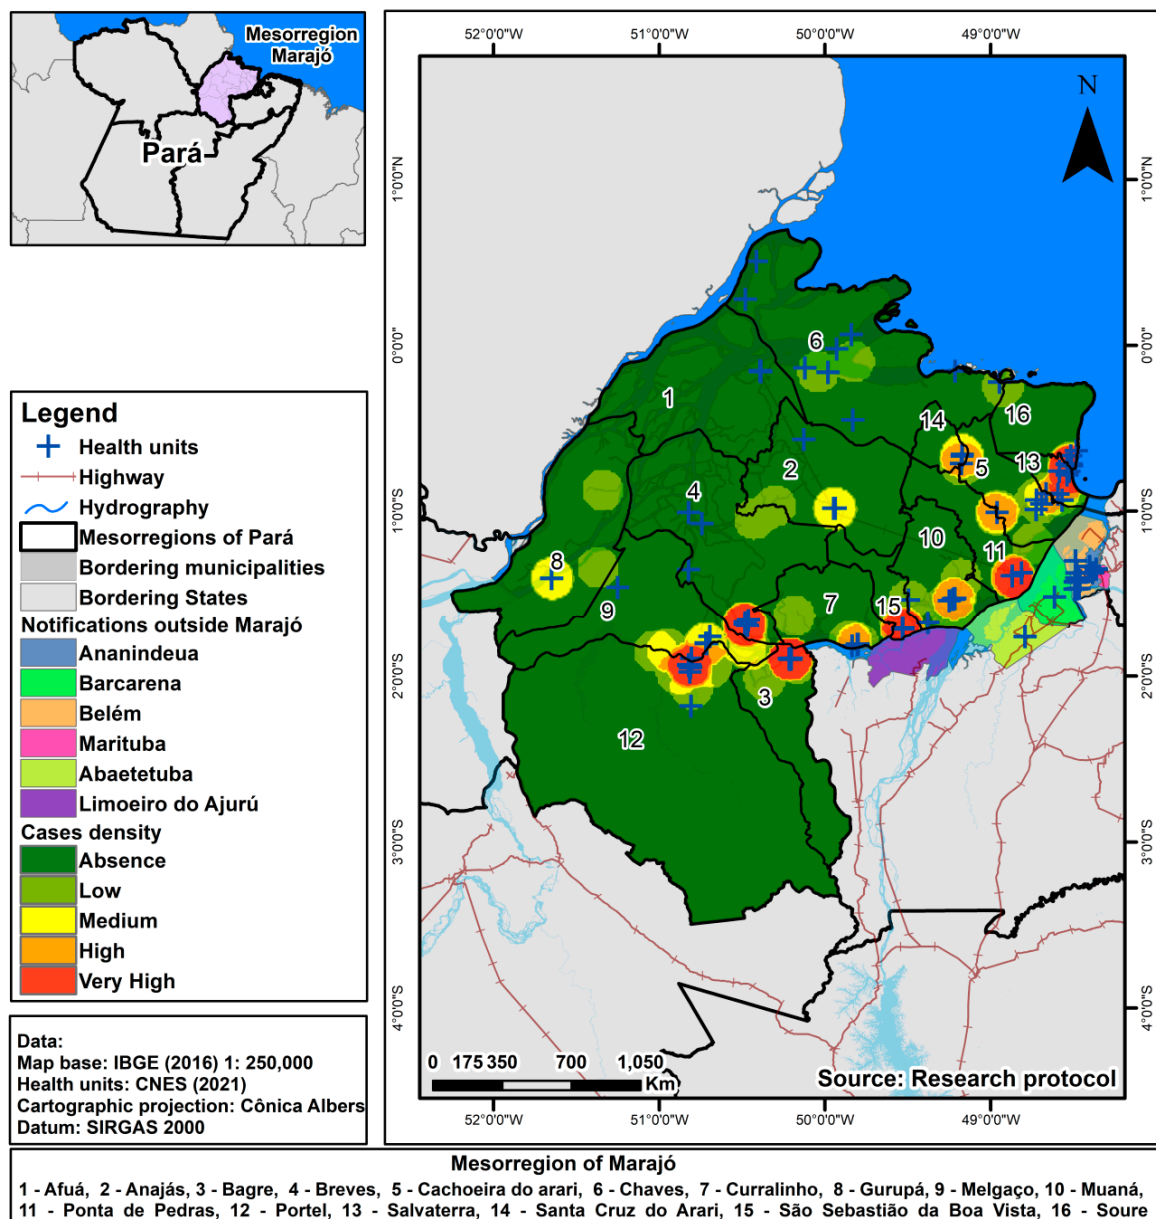 Mesorregion
Marajó
Pará
Legend
Health units
Highway
Hydrography
Mesorregions of Pará
Bordering municipalities
Bordering States
Notifications outside Marajó
Ananindeua
Barcarena
Belém
Marituba
Abaetetuba
Limoeiro do Ajurú
Cases density
Absence
Low
Medium
High
Very High
Data:
Map base: IBGE (2016) 1: 250,000
Health units: CNES (2021)
Cartographic projection: Cônica Albers
Datum: SIRGAS 2000
52°0'0"W 51°0'0"W 50°0'0"W 49°0'0"W
N
1°0'0"N
0°0'0"
1°0'0"S
2°0'0"S
3°0'0"S
4°0'0"S
1°0'0"N
0°0'0"
1°0'0"S
2°0'0"S
3°0'0"S
4°0'0"S
6
1
14
16
2
5
13
4
10
11
8
9
7
15
3
12
0 175 350 700 1,050
Km
Source: Research protocol
52°0'0"W 51°0'0"W 50°0'0"W 49°0'0"W
Mesorregion of Marajó
1 - Afuá, 2 - Anajás, 3 - Bagre, 4 - Breves, 5 - Cachoeira do arari, 6 - Chaves, 7 - Curralinho, 8 - Gurupá, 9 - Melgaço, 10 - Muaná,
11 - Ponta de Pedras, 12 - Portel, 13 - Salvaterra, 14 - Santa Cruz do Arari, 15 - São Sebastião da Boa Vista, 16 - Soure